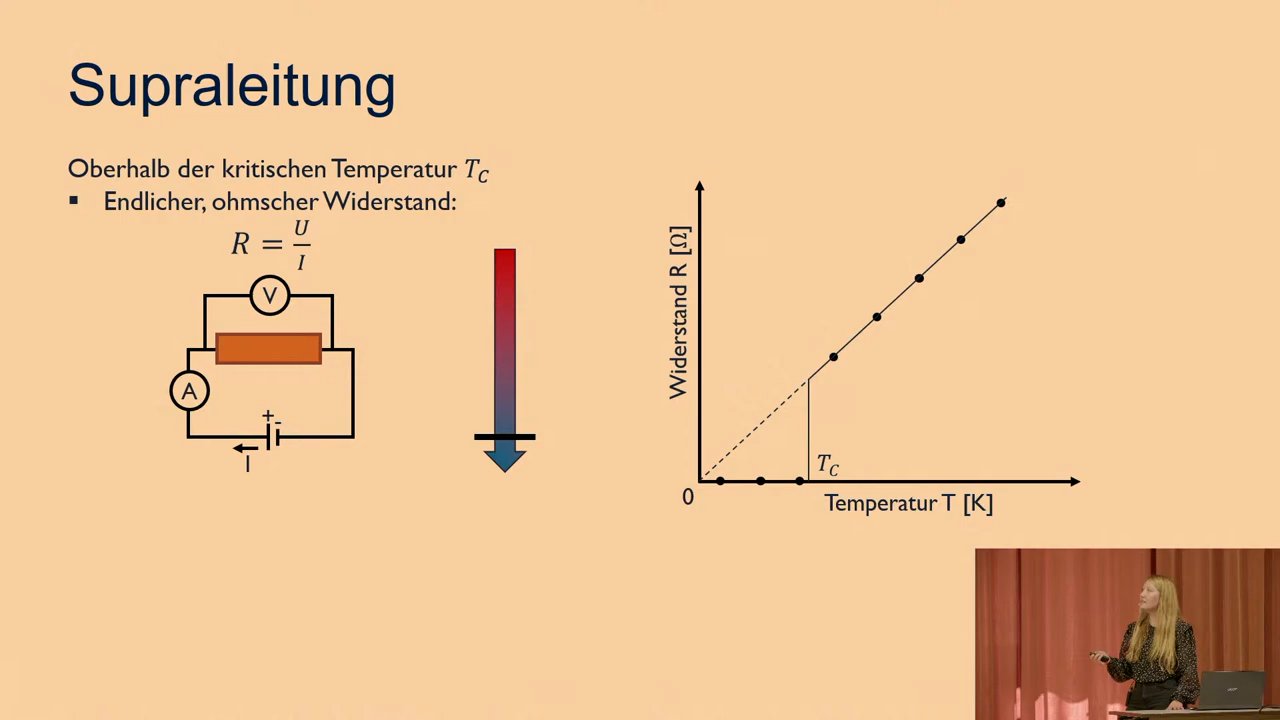 Supraleitung
Oberhalb der kritischen Temperatur T_C
▪ Endlicher, ohmscher Widerstand:
R = U/I
V
A
+
-
I
Widerstand R [Ω]
T_C
0
Temperatur T [K]